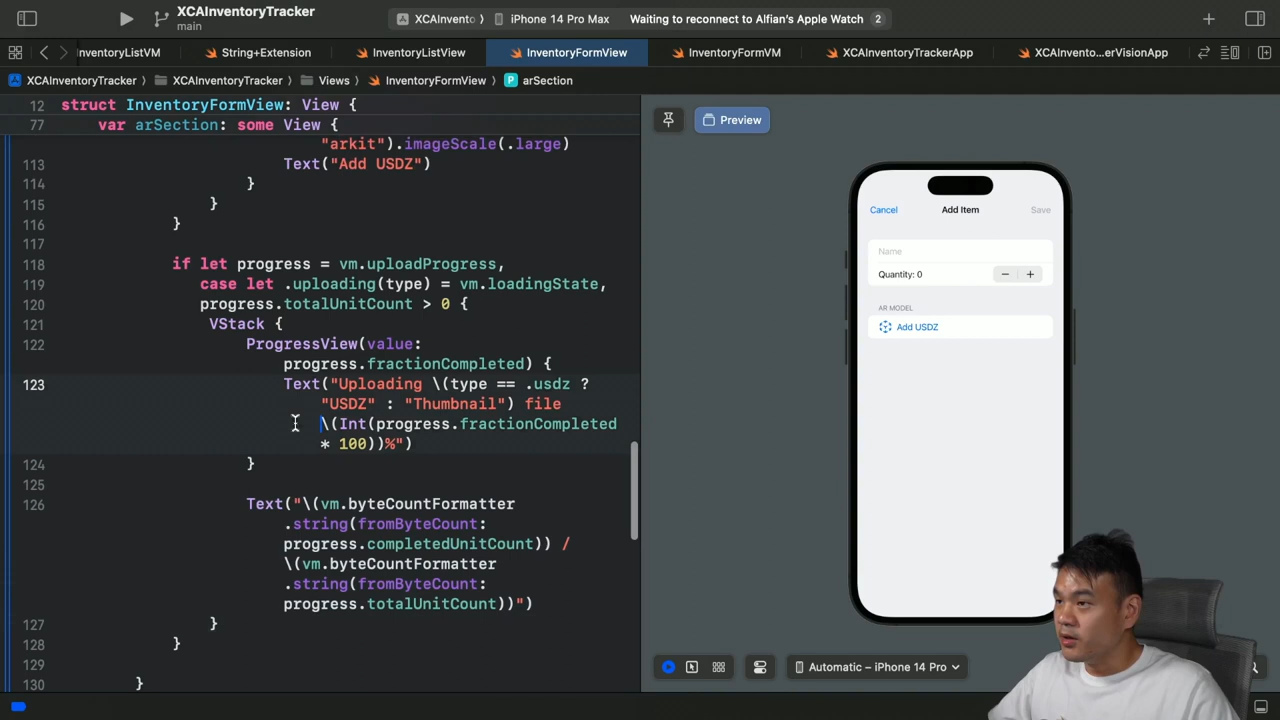 XCAInventoryTracker
main
XCAInvento
iPhone 14 Pro Max
Waiting to reconnect to Alfian's Apple Watch
2
nventoryListVM
String+Extension
InventoryListView
InventoryFormView
InventoryFormVM
XCAInventoryTrackerApp
XCAInvento...erVisionApp
XCAInventoryTracker
XCAInventoryTracker
Views
InventoryFormView
arSection
12 struct InventoryFormView: View {
77 var arSection: some View {
"arkit").imageScale(.large)
113 Text("Add USDZ")
114 }
115 }
116 }
117
118 if let progress = vm.uploadProgress,
119 case let .uploading(type) = vm.loadingState,
120 progress.totalUnitCount > 0 {
121 VStack {
122 ProgressView(value:
progress.fractionCompleted) {
123 Text("Uploading \(type == .usdz ?
"USDZ" : "Thumbnail") file
\(Int(progress.fractionCompleted
* 100))%")
124 }
125
126 Text("\(vm.byteCountFormatter
.string(fromByteCount:
progress.completedUnitCount)) /
\(vm.byteCountFormatter
.string(fromByteCount:
progress.totalUnitCount))")
127 }
128 }
129
130 }
Preview
Cancel
Add Item
Save
Name
Quantity: 0
AR MODEL
Add USDZ
Automatic – iPhone 14 Pro